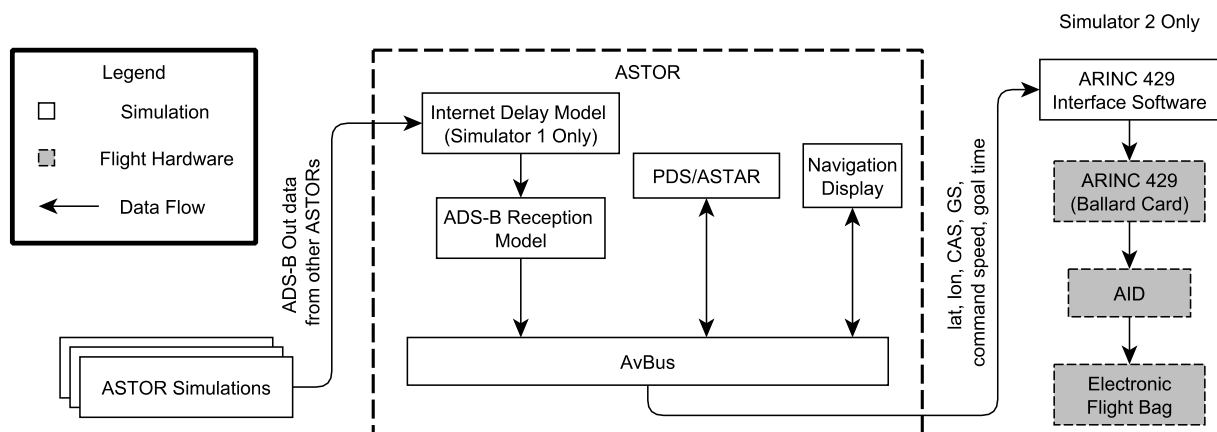 Simulator 2 Only
Legend
Simulation
Flight Hardware
Data Flow
ADS-B Out data
from other ASTORs
ASTOR Simulations
ASTOR
Internet Delay Model
(Simulator 1 Only)
ADS-B Reception
Model
PDS/ASTAR
Navigation
Display
AvBus
lat, lon, CAS, GS,
command speed, goal time
ARINC 429
Interface Software
ARINC 429
(Ballard Card)
AID
Electronic
Flight Bag